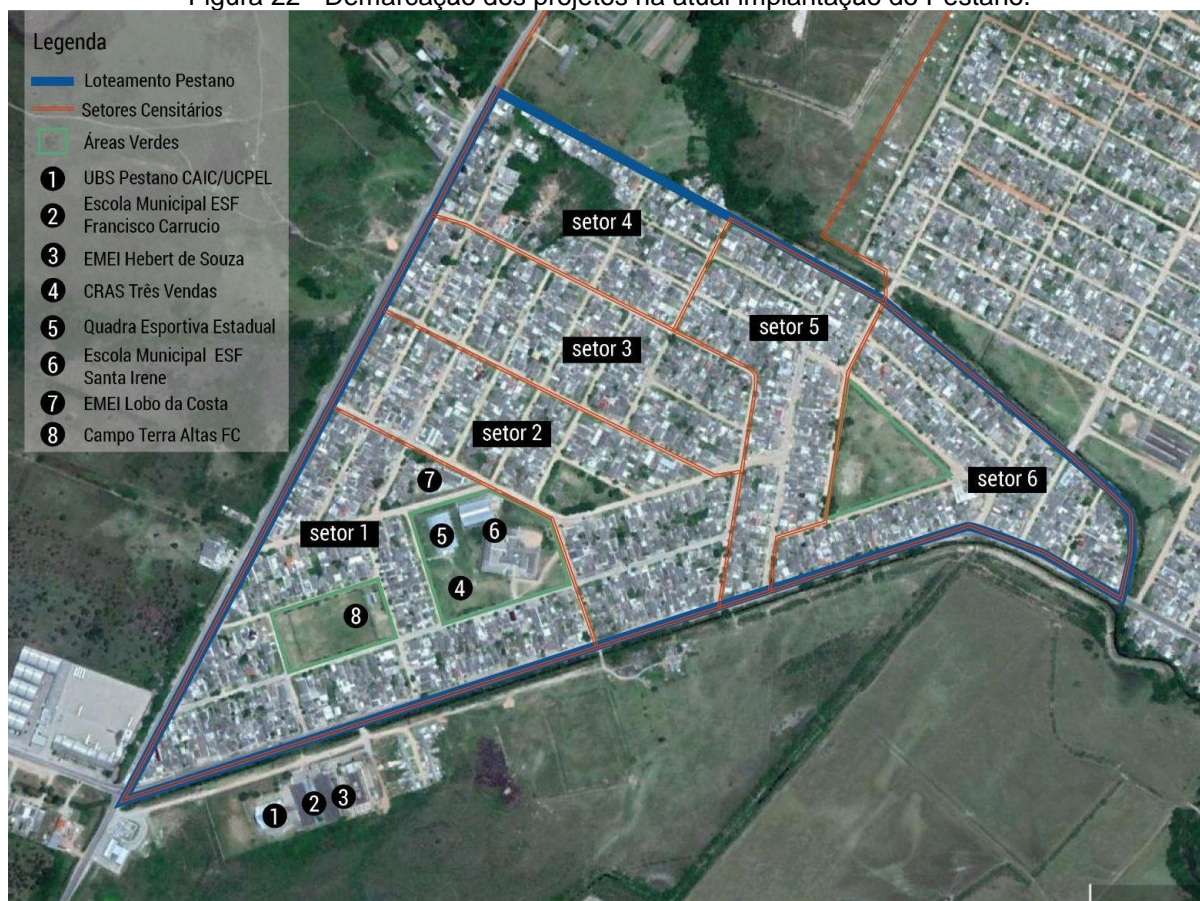 Figura 22 - Demarcação dos projetos na atual implantação do Pestano.
Legenda
Loteamento Pestano
Setores Censitários
Áreas Verdes
1 UBS Pestano CAIC/UCPEL
2 Escola Municipal ESF
Francisco Carrucio
3 EMEI Hebert de Souza
4 CRAS Três Vendas
5 Quadra Esportiva Estadual
6 Escola Municipal ESF
Santa Irene
7 EMEI Lobo da Costa
8 Campo Terra Altas FC
setor 4
setor 5
setor 3
setor 2
setor 6
7
setor 1
5
6
4
8
1
2
3